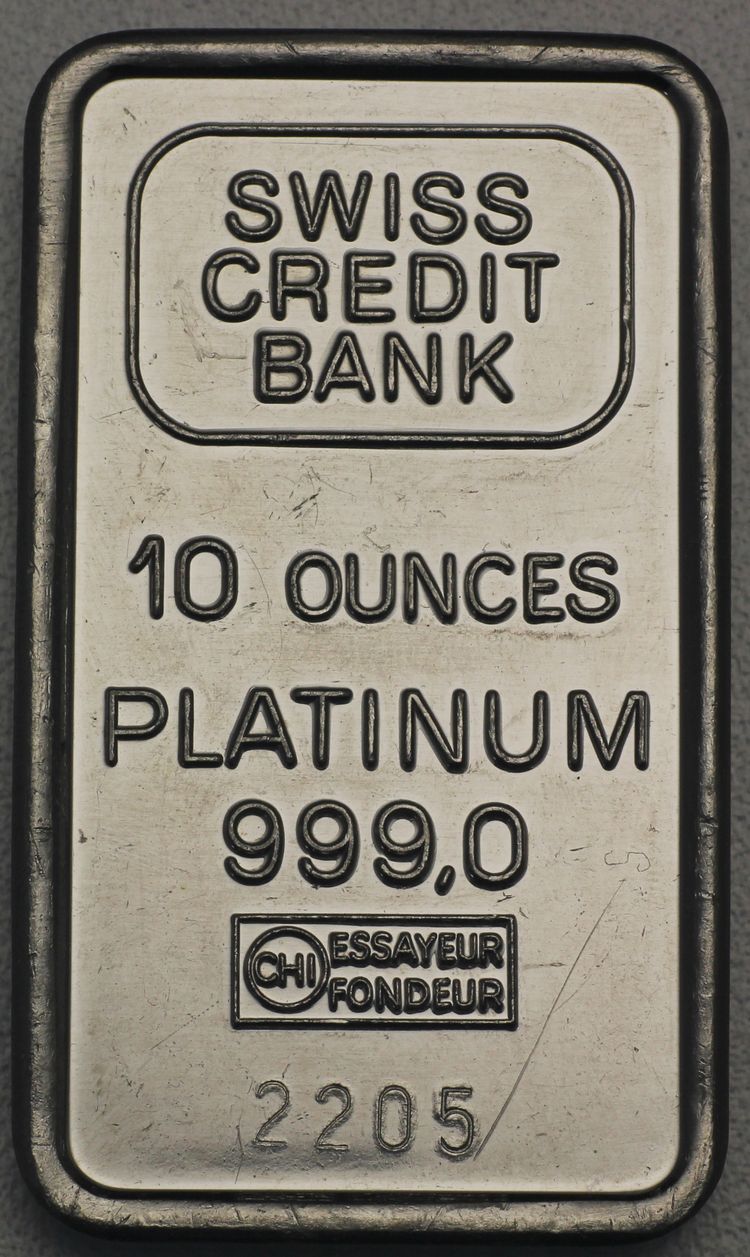 SWISS
CREDIT
BANK
10 OUNCES
PLATINUM
999,0
CHI ESSAYEUR
FONDEUR
2205